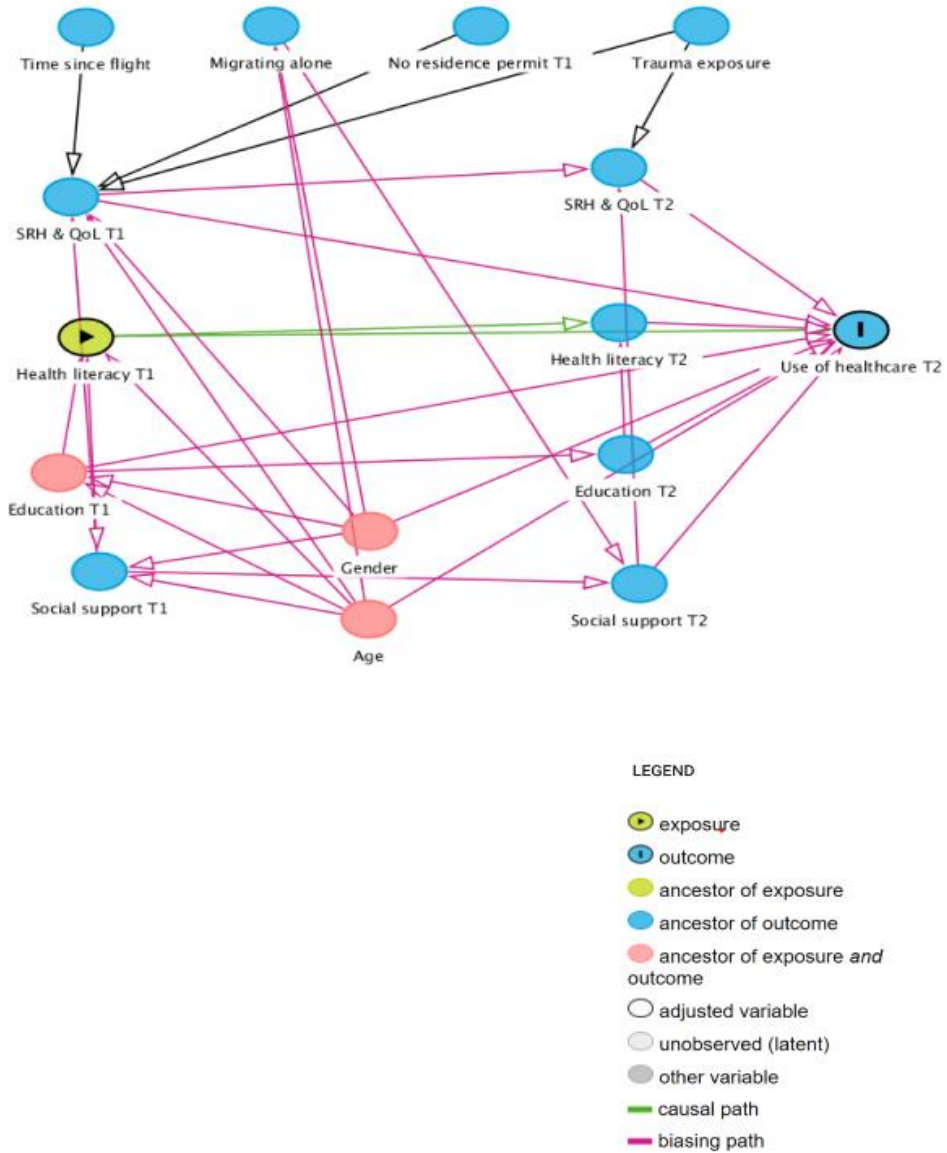 Time since flight
Migrating alone
No residence permit T1
Trauma exposure
SRH & QoL T1
SRH & QoL T2
Health literacy T1
Health literacy T2
Use of healthcare T2
Education T1
Education T2
Gender
Social support T1
Social support T2
Age
LEGEND
exposure
outcome
ancestor of exposure
ancestor of outcome
ancestor of exposure and
outcome
adjusted variable
unobserved (latent)
other variable
causal path
biasing path